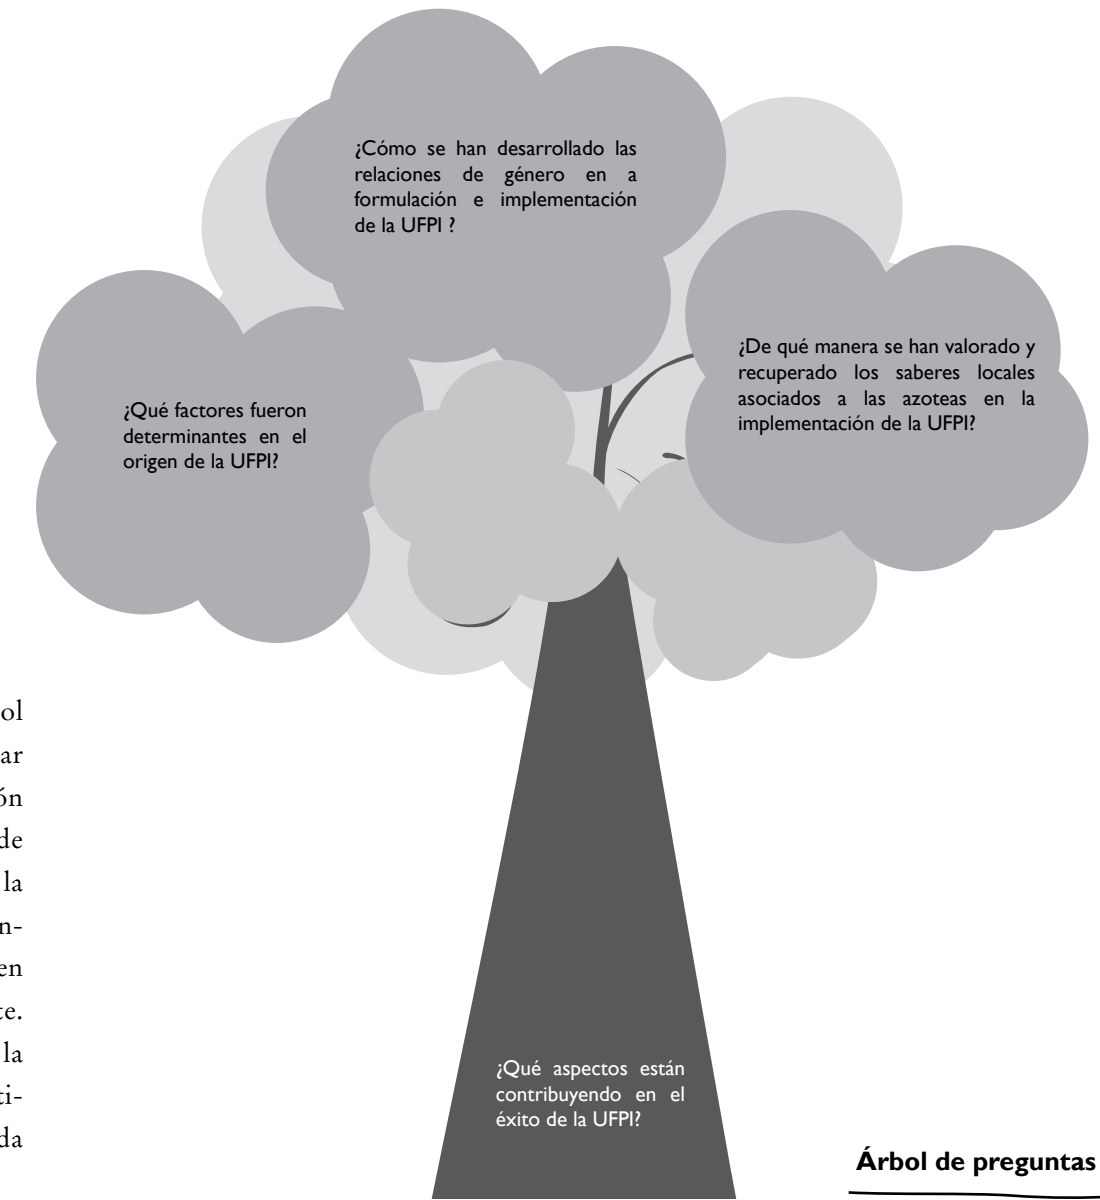 ¿Cómo se han desarrollado las
relaciones de género en a
formulación e implementación
de la UFPI ?
¿De qué manera se han valorado y
recuperado los saberes locales
asociados a las azoteas en la
implementación de la UFPI?
¿Qué factores fueron
determinantes en el
origen de la UFPI?
ol
ar
ón
de
la
n-
en
te.
la
ti-
da
¿Qué aspectos están
contribuyendo en el
éxito de la UFPI?
Árbol de preguntas